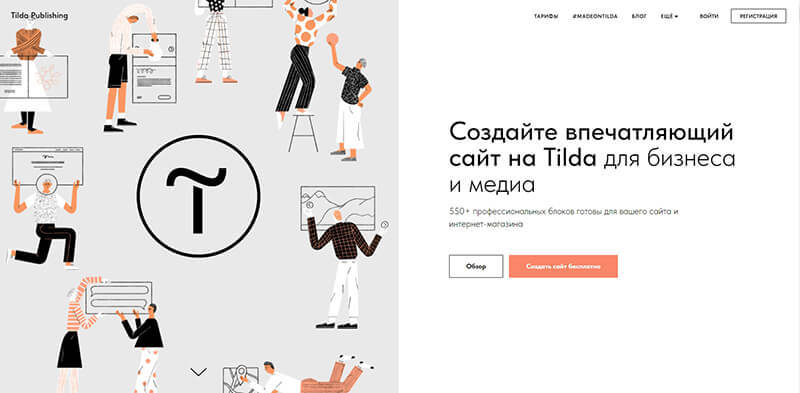 Tilda Publishing
ТАРИФЫ #MADEONTILDA БЛОГ ЕЩЁ ВОЙТИ РЕГИСТРАЦИЯ
Создайте впечатляющий
сайт на Tilda для бизнеса
и медиа
550+ профессиональных блоков готовы для вашего сайта и
интернет-магазина
Обзор Создать сайт бесплатно